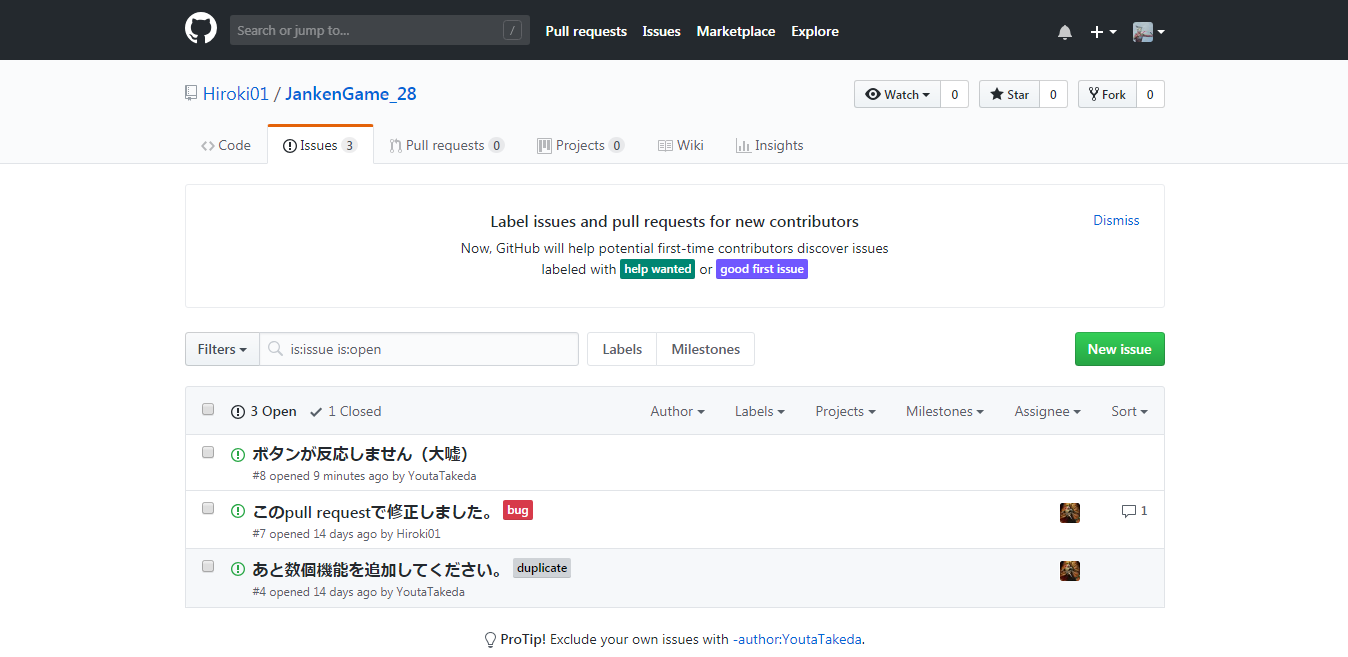 Search or jump to... / Pull requests Issues Marketplace Explore
Hiroki01 / JankenGame_28 Watch 0 Star 0 Fork 0
Code Issues 3 Pull requests 0 Projects 0 Wiki Insights
Label issues and pull requests for new contributors Dismiss
Now, GitHub will help potential first-time contributors discover issues
labeled with help wanted or good first issue
Filters is:issue is:open Labels Milestones New issue
3 Open 1 Closed Author Labels Projects Milestones Assignee Sort
ボタンが反応しません（大嘘）
#8 opened 9 minutes ago by YoutaTakeda
このpull requestで修正しました。 bug 1
#7 opened 14 days ago by Hiroki01
あと数個機能を追加してください。 duplicate
#4 opened 14 days ago by YoutaTakeda
ProTip! Exclude your own issues with -author:YoutaTakeda.